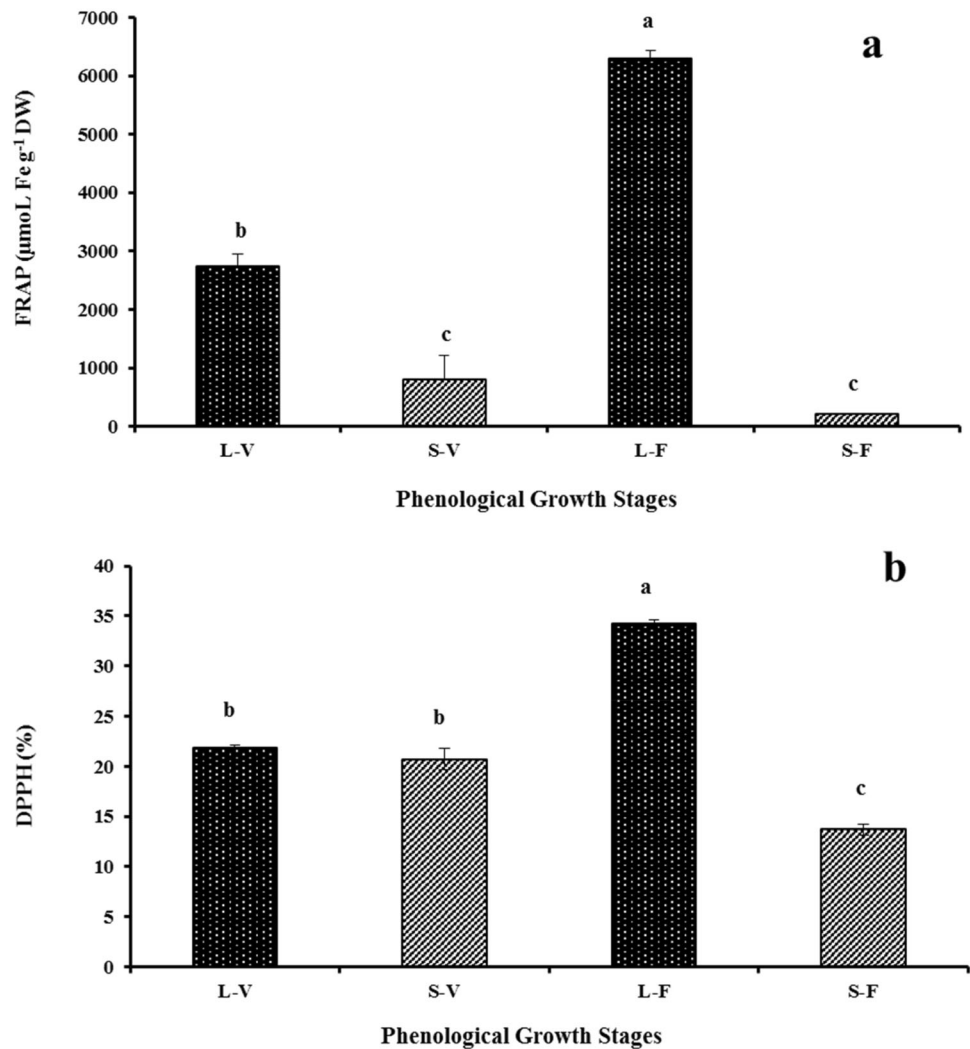 a
FRAP (µmoL Fe g-1 DW)
7000
6000
5000
4000
3000
2000
1000
0
b
c
a
c
L-V
S-V
L-F
S-F
Phenological Growth Stages
b
DPPH (%)
40
35
30
25
20
15
10
5
0
b
b
a
c
L-V
S-V
L-F
S-F
Phenological Growth Stages